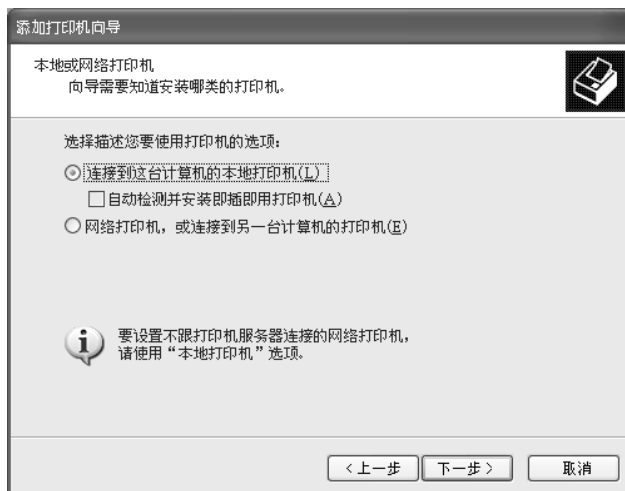 添加打印机向导
本地或网络打印机
向导需要知道安装哪类的打印机。
选择描述您要使用打印机的选项：
连接到这台计算机的本地打印机(L)
自动检测并安装即插即用打印机(A)
网络打印机，或连接到另一台计算机的打印机(E)
要设置不跟打印机服务器连接的网络打印机，
请使用“本地打印机”选项。
<上一步 下一步> 取消